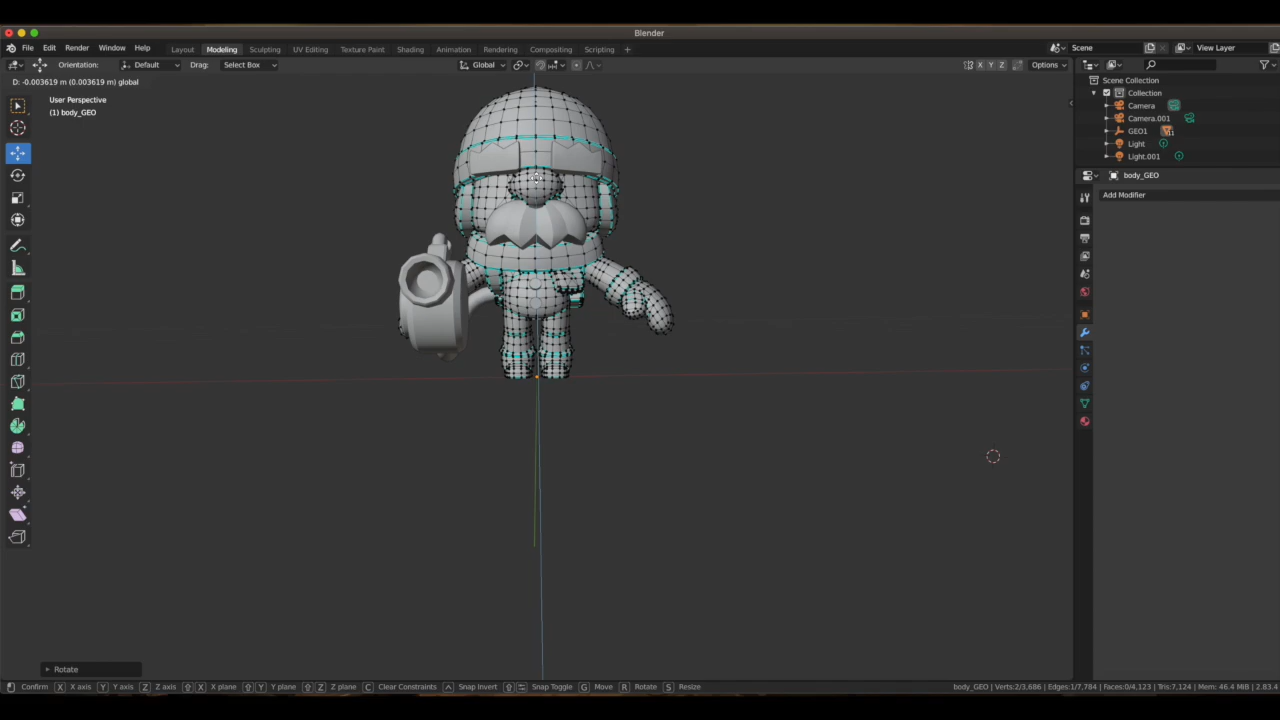 Blender
File Edit Render Window Help
Layout Modeling Sculpting UV Editing Texture Paint Shading Animation Rendering Compositing Scripting +
Scene View Layer
Orientation: Default Drag: Select Box Global X Y Z Options
D: -0.003619 m (0.003619 m) global
Scene Collection
Collection
Camera
Camera.001
GEO1
Light
Light.001
User Perspective
(1) body_GEO
body_GEO
Add Modifier
Rotate
Confirm X X axis Y Y axis Z Z axis X X plane Y Y plane Z Z plane C Clear Constraints Snap Invert Snap Toggle G Move R Rotate S Resize
body_GEO | Verts:2/3,686 | Edges:1/7,784 | Faces:0/4,123 | Tris:7,124 | Mem: 46.4 MiB | 2.83.4